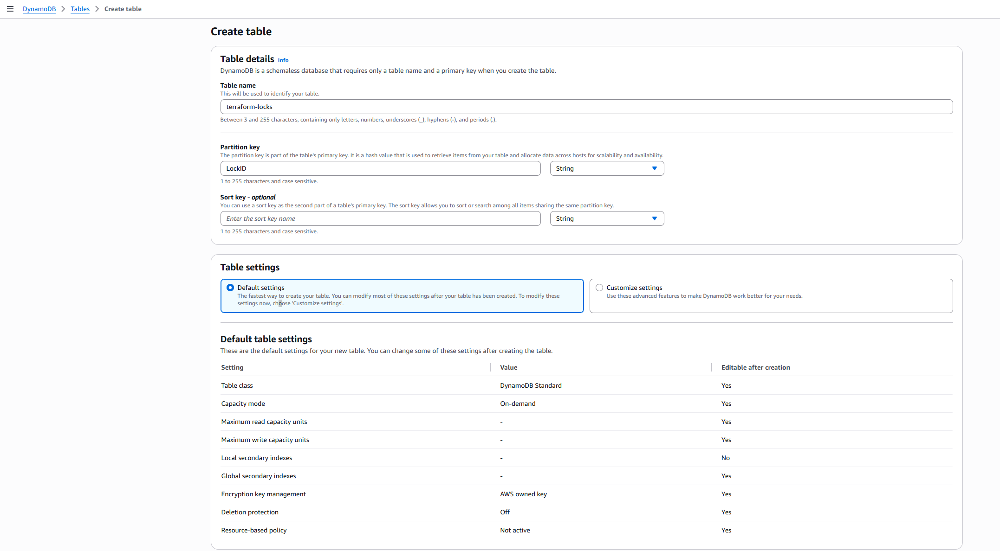 DynamoDB > Tables > Create table
Create table
Table details Info
DynamoDB is a schemaless database that requires only a table name and a primary key when you create the table.
Table name
This will be used to identify your table.
terraform-locks
Between 3 and 255 characters, containing only letters, numbers, underscores (_), hyphens (-), and periods (.).
Partition key
The partition key is part of the table's primary key. It is a hash value that is used to retrieve items from your table and allocate data across hosts for scalability and availability.
LockID String
1 to 255 characters and case sensitive.
Sort key - optional
You can use a sort key as the second part of a table's primary key. The sort key allows you to sort or search among all items sharing the same partition key.
Enter the sort key name String
1 to 255 characters and case sensitive.
Table settings
Default settings
The fastest way to create your table. You can modify most of these settings after your table has been created. To modify these
settings now, choose 'Customize settings'.
Customize settings
Use these advanced features to make DynamoDB work better for your needs.
Default table settings
These are the default settings for your new table. You can change some of these settings after creating the table.
Setting Value Editable after creation
Table class DynamoDB Standard Yes
Capacity mode On-demand Yes
Maximum read capacity units - Yes
Maximum write capacity units - Yes
Local secondary indexes - No
Global secondary indexes - Yes
Encryption key management AWS owned key Yes
Deletion protection Off Yes
Resource-based policy Not active Yes